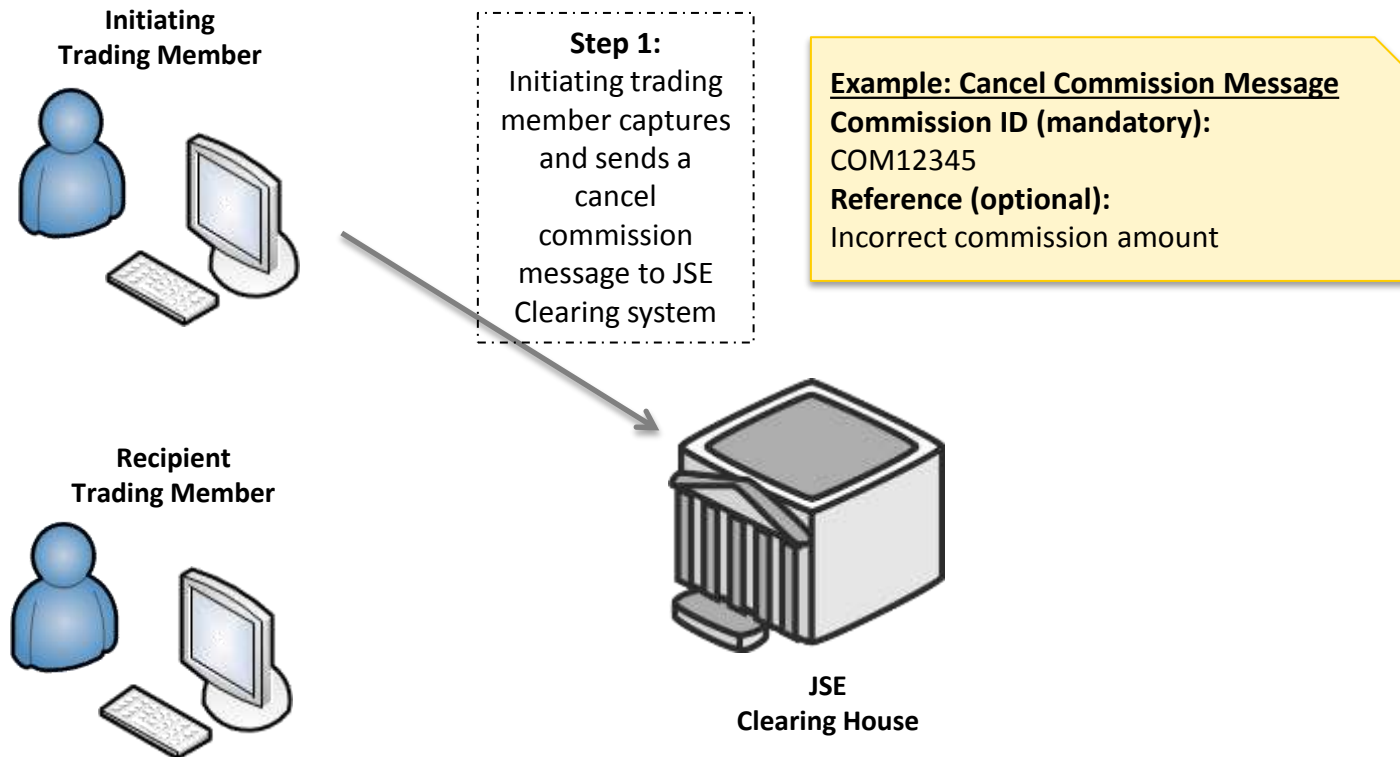 Initiating
Trading Member
Step 1:
Initiating trading
member captures
and sends a
cancel
commission
message to JSE
Clearing system
Example: Cancel Commission Message
Commission ID (mandatory):
COM12345
Reference (optional):
Incorrect commission amount
Recipient
Trading Member
JSE
Clearing House